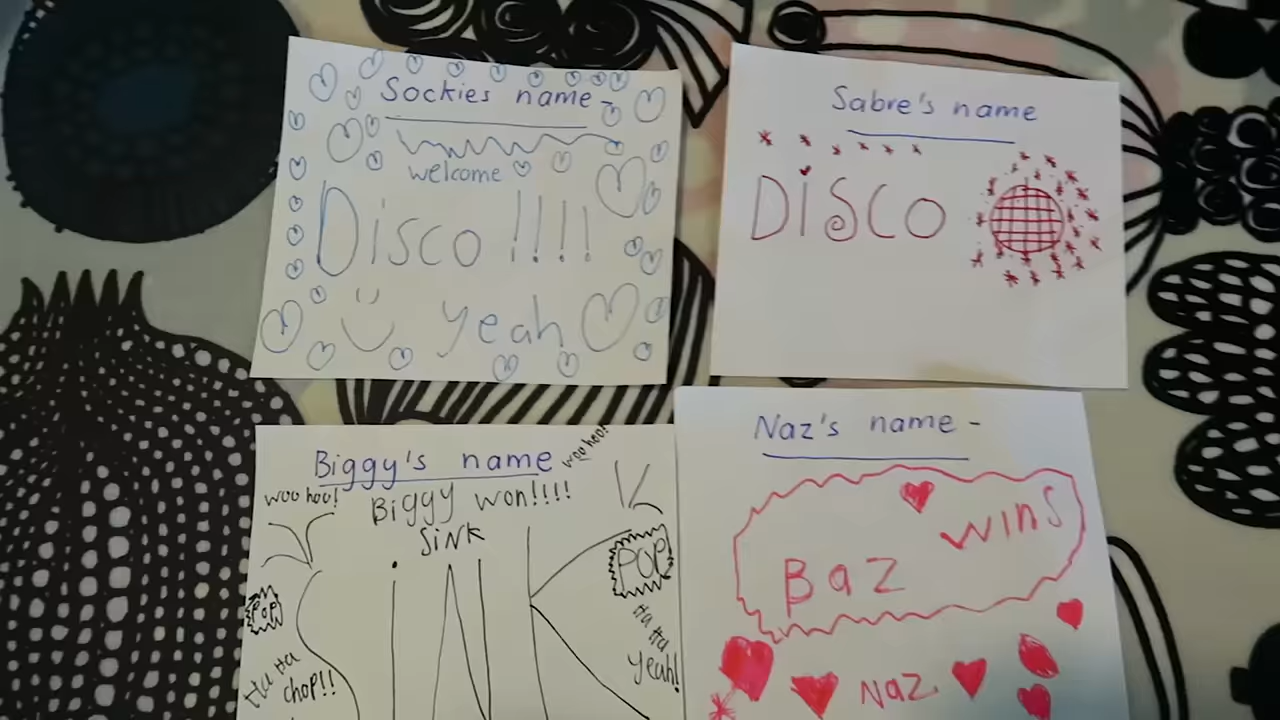 Sockies name -
welcome
Disco !!!!
yeah
Sabre's name
DiSCO
Biggy's name
woo hoo!
woo hoo!
Biggy won!!!!
SiNK
SiNK
POP
POP
Ha Ha
chop!!
Ha Ha
Yeah!
Naz's name -
Baz wins
Naz